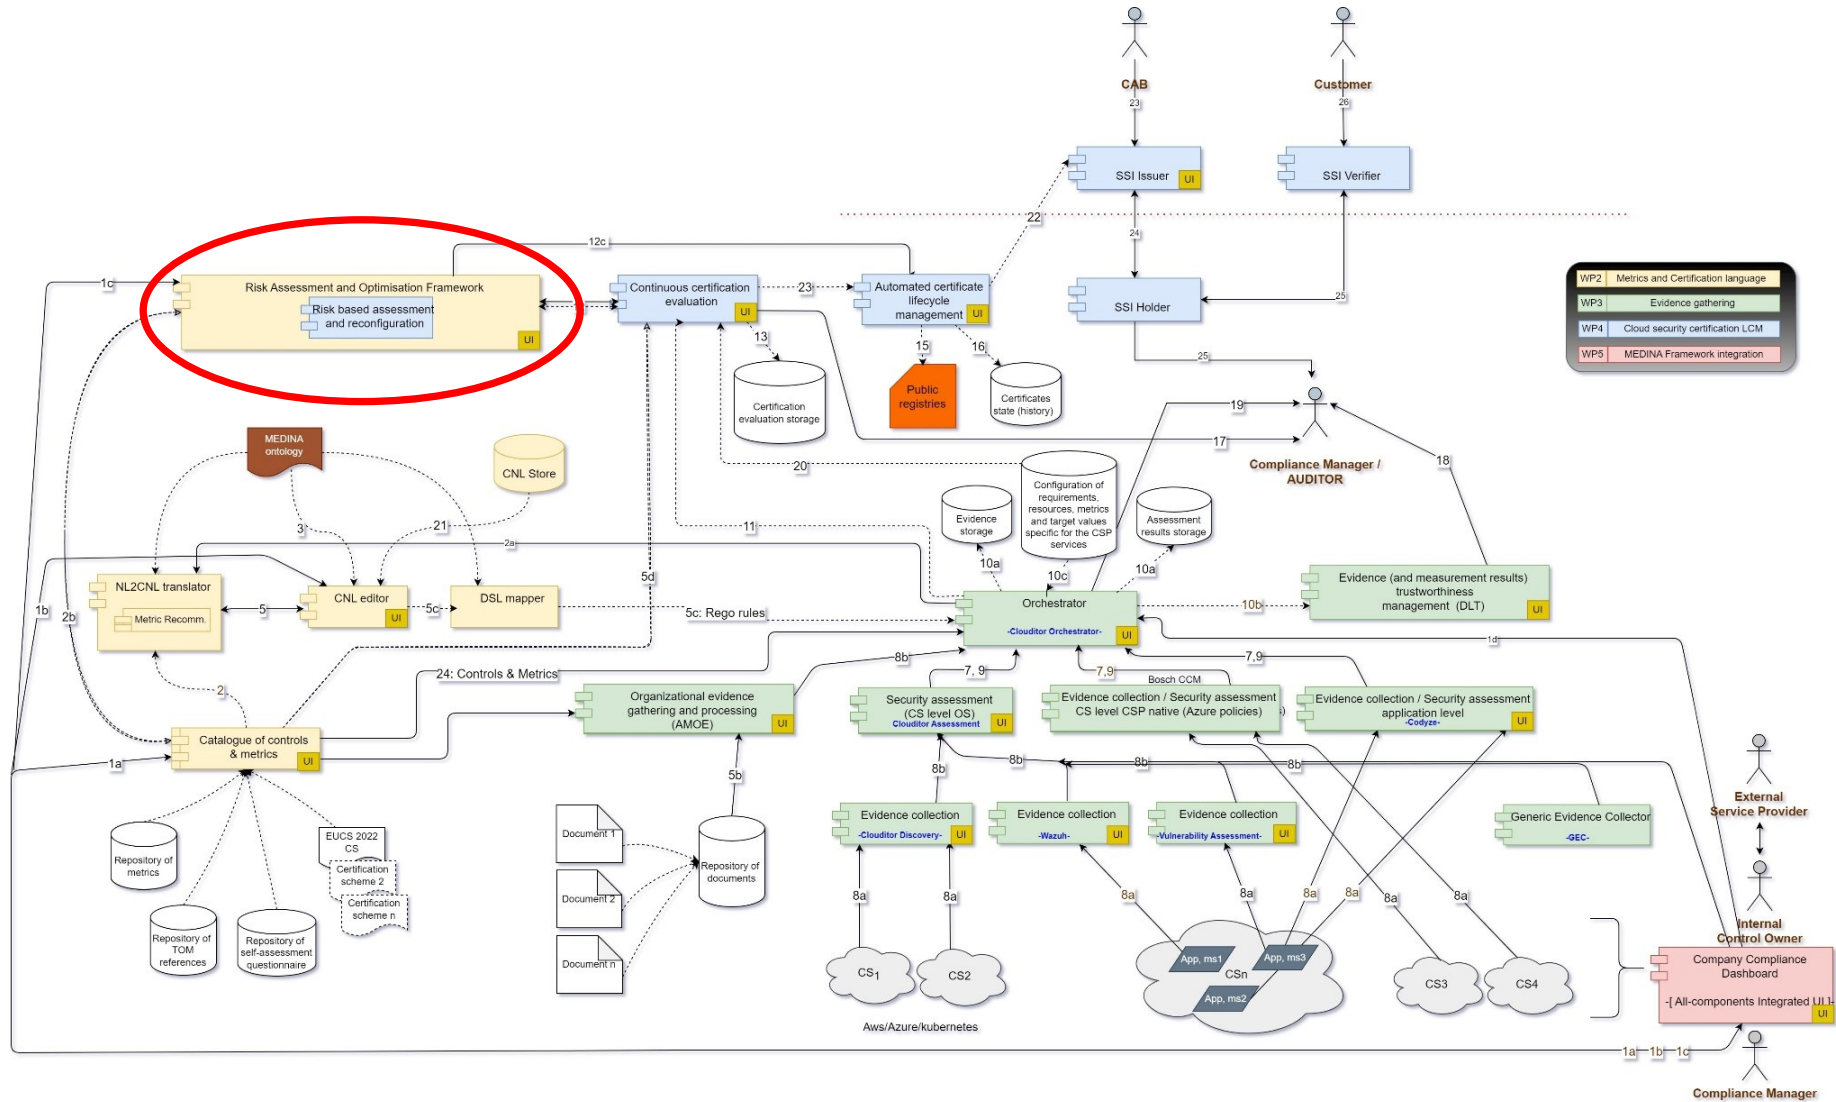 CAB
23
Customer
26
SSI Issuer
UI
SSI Verifier
22
24
12c
1c
Risk Assessment and Optimisation Framework
Risk based assessment
and reconfiguration
UI
Continuous certification
evaluation
UI
23
Automated certificate
lifecycle
management
UI
SSI Holder
25
WP2 Metrics and Certification language
WP3 Evidence gathering
WP4 Cloud security certification LCM
WP5 MEDINA Framework integration
13
15
16
25
Certification
evaluation storage
Public
registries
Certificates
state (history)
19
17
Compliance Manager /
AUDITOR
18
MEDINA
ontology
CNL Store
20
3
21
11
2a
Evidence
storage
Configuration of
requirements,
resources, metrics
and target values
specific for the CSP
services
Assessment
results storage
10a
10c
10a
NL2CNL translator
Metric Recomm.
5
CNL editor
UI
5c
DSL mapper
5d
5c: Rego rules
Orchestrator
-Clouditor Orchestrator-
UI
10b
Evidence (and measurement results)
trustworthiness
management (DLT)
UI
1b
2b
1d
2
24: Controls & Metrics
8b
7, 9
7,9
7,9
Bosch CCM
Organizational evidence
gathering and processing
(AMOE)
UI
Security assessment
(CS level OS)
Clouditor Assessment
UI
Evidence collection / Security assessment
CS level CSP native (Azure policies)
UI
Evidence collection / Security assessment
application level
-Codyze-
UI
Catalogue of controls
& metrics
UI
1a
5b
8b
8b
8b
8b
Repository of
metrics
EUCS 2022
CS
Certification
scheme 2
Certification
scheme n
Repository of
TOM
references
Repository of
self-assessment
questionnaire
Document 1
Document 2
Document n
Repository of
documents
Evidence collection
-Clouditor Discovery-
UI
Evidence collection
-Wazuh-
UI
Evidence collection
-Vulnerability Assessment-
UI
Generic Evidence Collector
-GEC-
External
Service Provider
8a
8a
8a
8a
8a
8a
8a
8a
Internal
Control Owner
CS1
CS2
App, ms1
App, ms3
CSn
App, ms2
CS3
CS4
Aws/Azure/kubernetes
Company Compliance
Dashboard
-[ All-components Integrated UI ]-
UI
1a
1b
1c
Compliance Manager